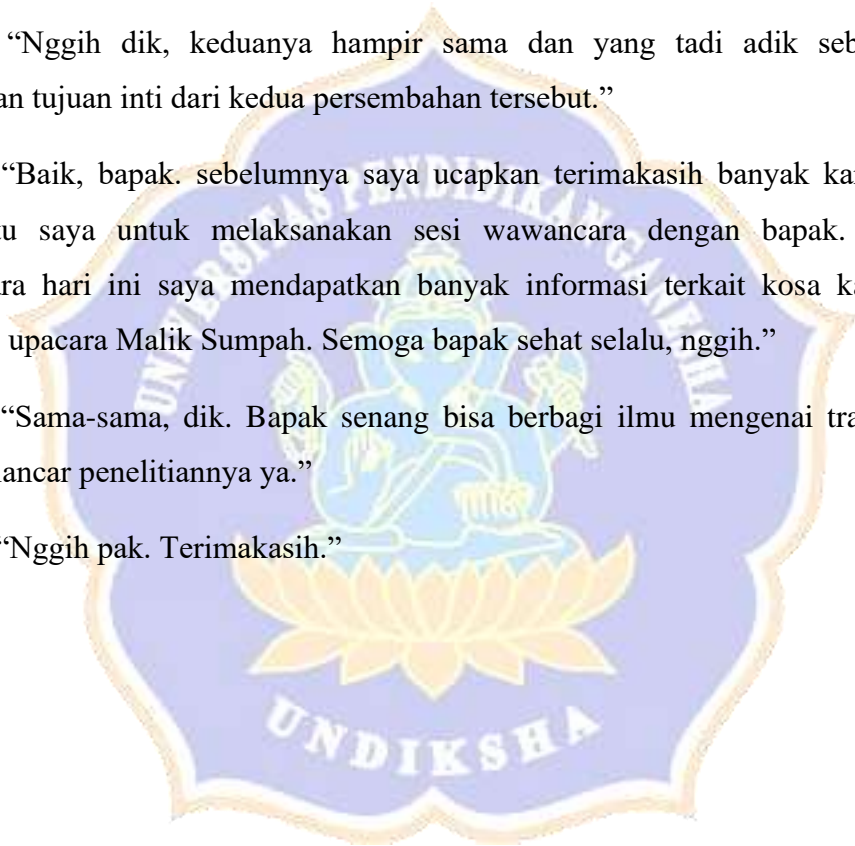 “Nggih dik, keduanya hampir sama dan yang tadi adik seb
an tujuan inti dari kedua persembahan tersebut.”
“Baik, bapak. sebelumnya saya ucapkan terimakasih banyak ka
u saya untuk melaksanakan sesi wawancara dengan bapak.
ra hari ini saya mendapatkan banyak informasi terkait kosa k
upacara Malik Sumpah. Semoga bapak sehat selalu, nggih.”
“Sama-sama, dik. Bapak senang bisa berbagi ilmu mengenai tra
ancar penelitiannya ya.”
“Nggih pak. Terimakasih.”
UNIVERSITAS PENDIDIKAN GANESHA
UNDIKSHA